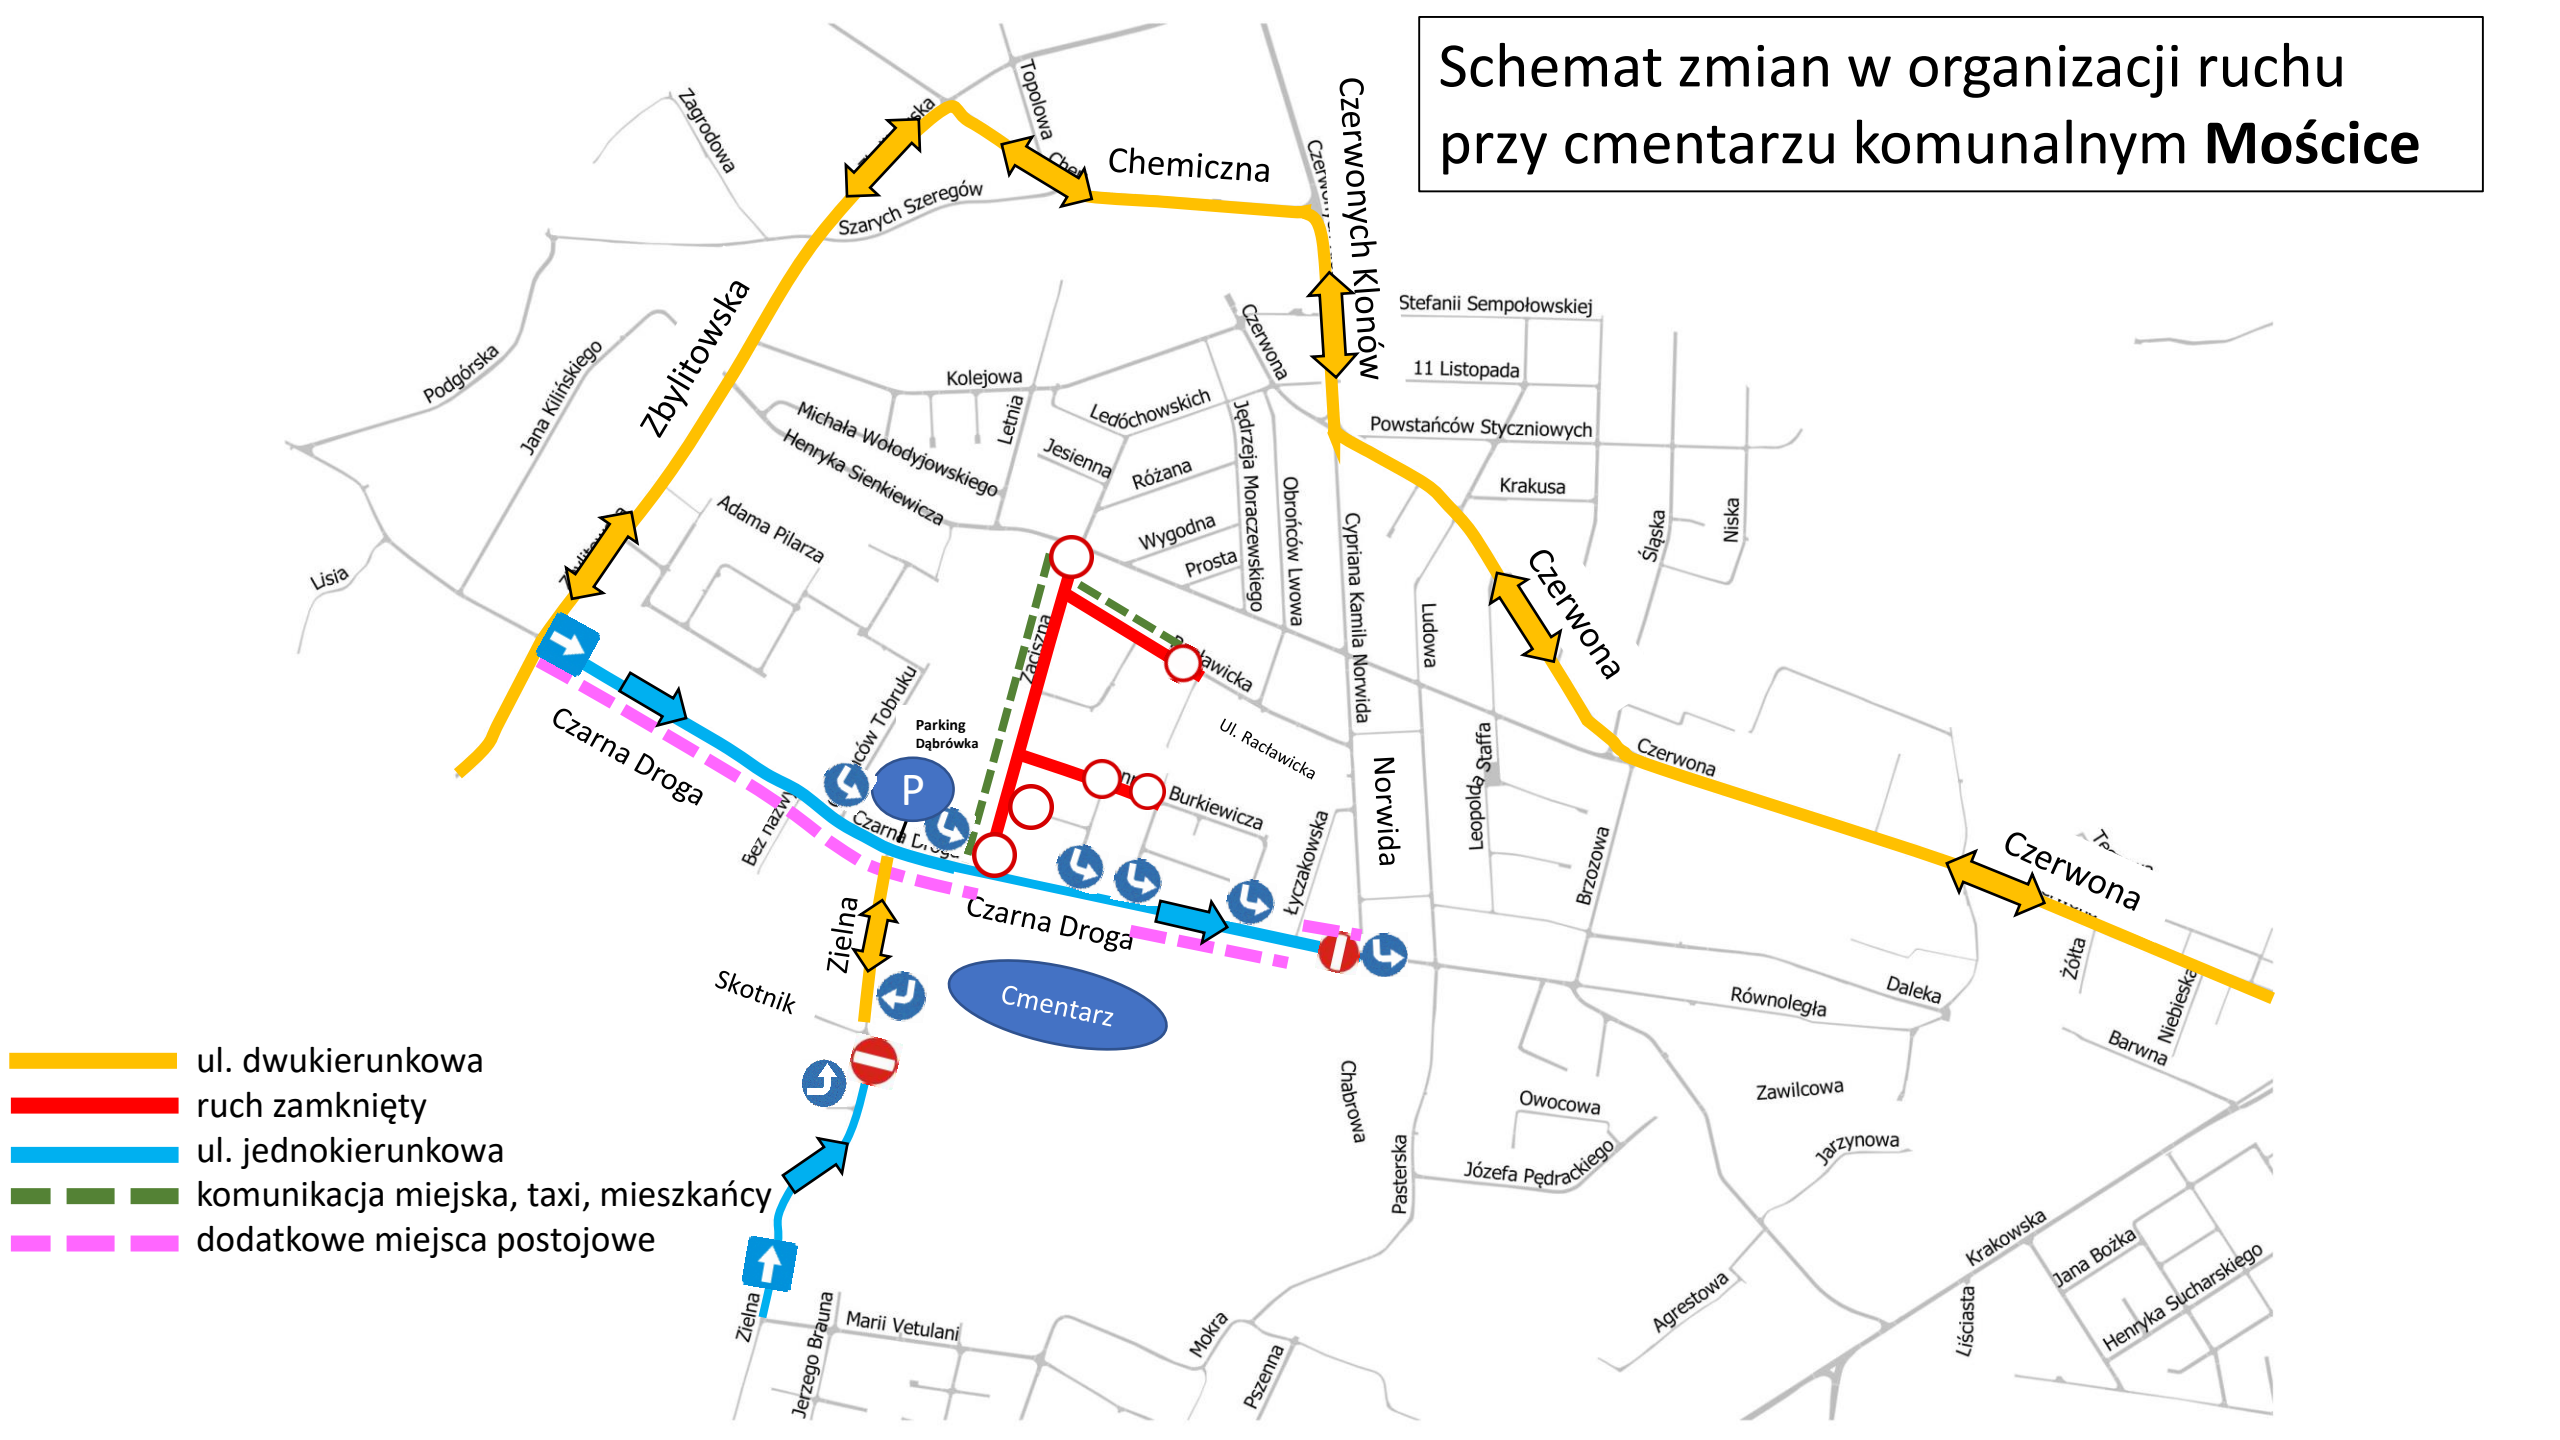 Schemat zmian w organizacji ruchu
przy cmentarzu komunalnym Mościce
Zagrodowa
Topolowa
Chemiczna
Czerwonych Klonów
Szarych Szeregów
Zbylitowska
Podgórska
Jana Kilińskiego
Lisia
Kolejowa
Letnia
Michała Wołodyjowskiego
Henryka Sienkiewicza
Adama Pilarza
Czerwona
Ledóchowskich
Jesienna
Różana
Wygodna
Prosta
Jędrzeja Moraczewskiego
Obrońców Lwowa
Cypriana Kamila Norwida
Stefanii Sempołowskiej
11 Listopada
Powstańców Styczniowych
Krakusa
Śląska
Niska
Ludowa
Czerwona
Zaciszna
Ul. Racławicka
Parking
Dąbrówka
P
Czarna Droga
Bez nazwy
Czarna Droga
Burkiewicza
Łyczakowska
Norwida
Leopolda Staffa
Brzozowa
Czerwona
Czerwona
Żółta
Niebieska
Barwna
Daleka
Równoległa
Zielna
Skotnik
Czarna Droga
Cmentarz
Chabrowa
Pasterska
Owocowa
Józefa Pędrackiego
Zawilcowa
Jarzynowa
Agrestowa
Krakowska
Liściasta
Jana Bożka
Henryka Sucharskiego
Mokra
Pszenna
Zielna
Jerzego Brauna
Marii Vetulani
ul. dwukierunkowa
ruch zamknięty
ul. jednokierunkowa
komunikacja miejska, taxi, mieszkańcy
dodatkowe miejsca postojowe